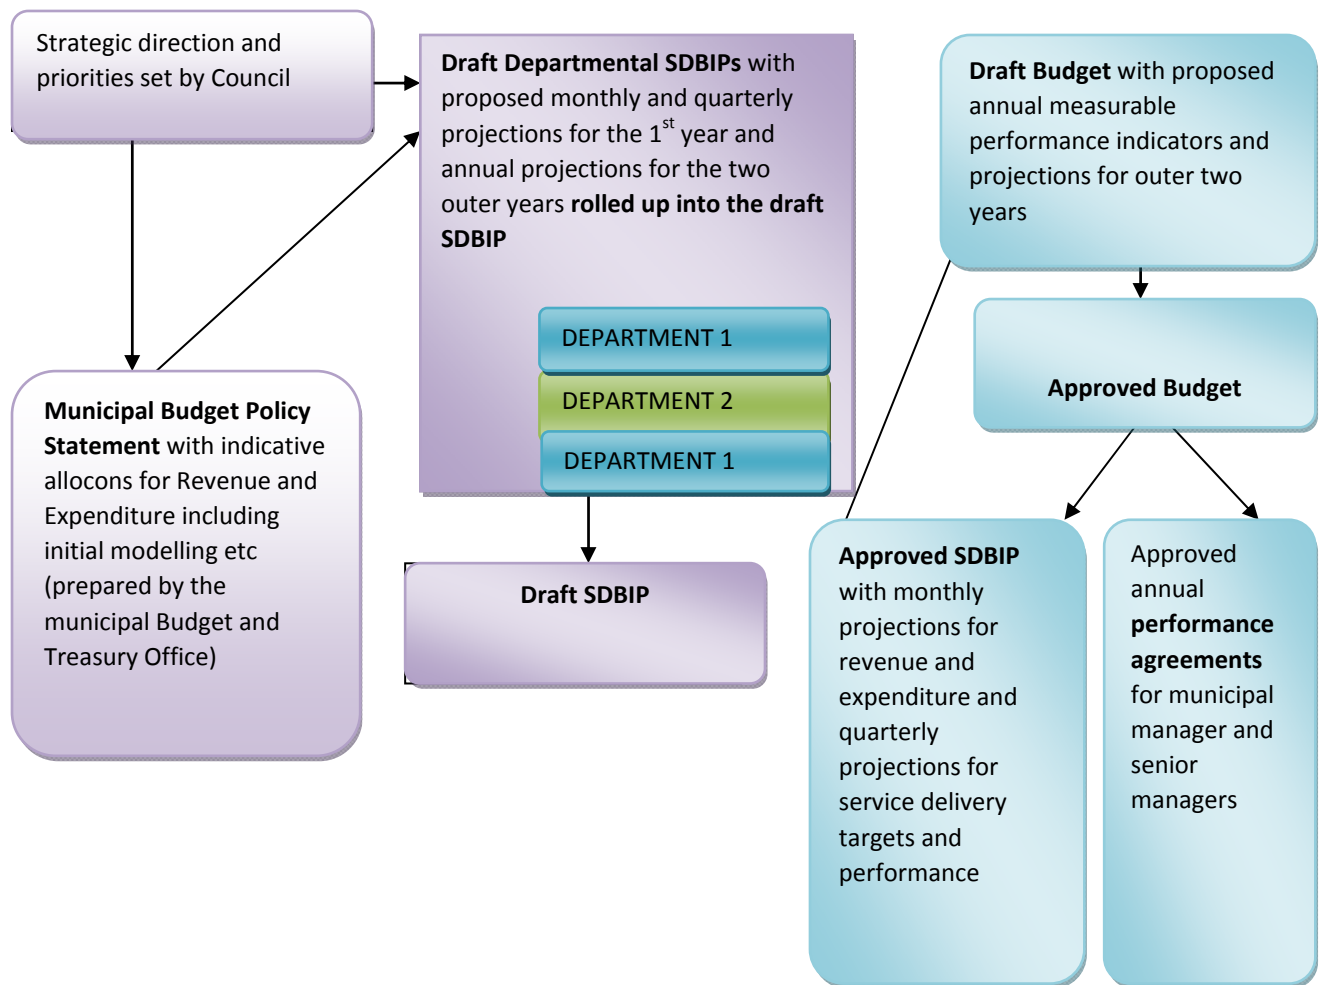 Strategic direction and
priorities set by Council
Municipal Budget Policy
Statement with indicative
allocons for Revenue and
Expenditure including
initial modelling etc
(prepared by the
municipal Budget and
Treasury Office)
Draft Departmental SDBIPs with
proposed monthly and quarterly
projections for the 1st year and
annual projections for the two
outer years rolled up into the draft
SDBIP
DEPARTMENT 1
DEPARTMENT 2
DEPARTMENT 1
Draft SDBIP
Draft Budget with proposed
annual measurable
performance indicators and
projections for outer two
years
Approved Budget
Approved SDBIP
with monthly
projections for
revenue and
expenditure and
quarterly
projections for
service delivery
targets and
performance
Approved
annual
performance
agreements
for municipal
manager and
senior
managers